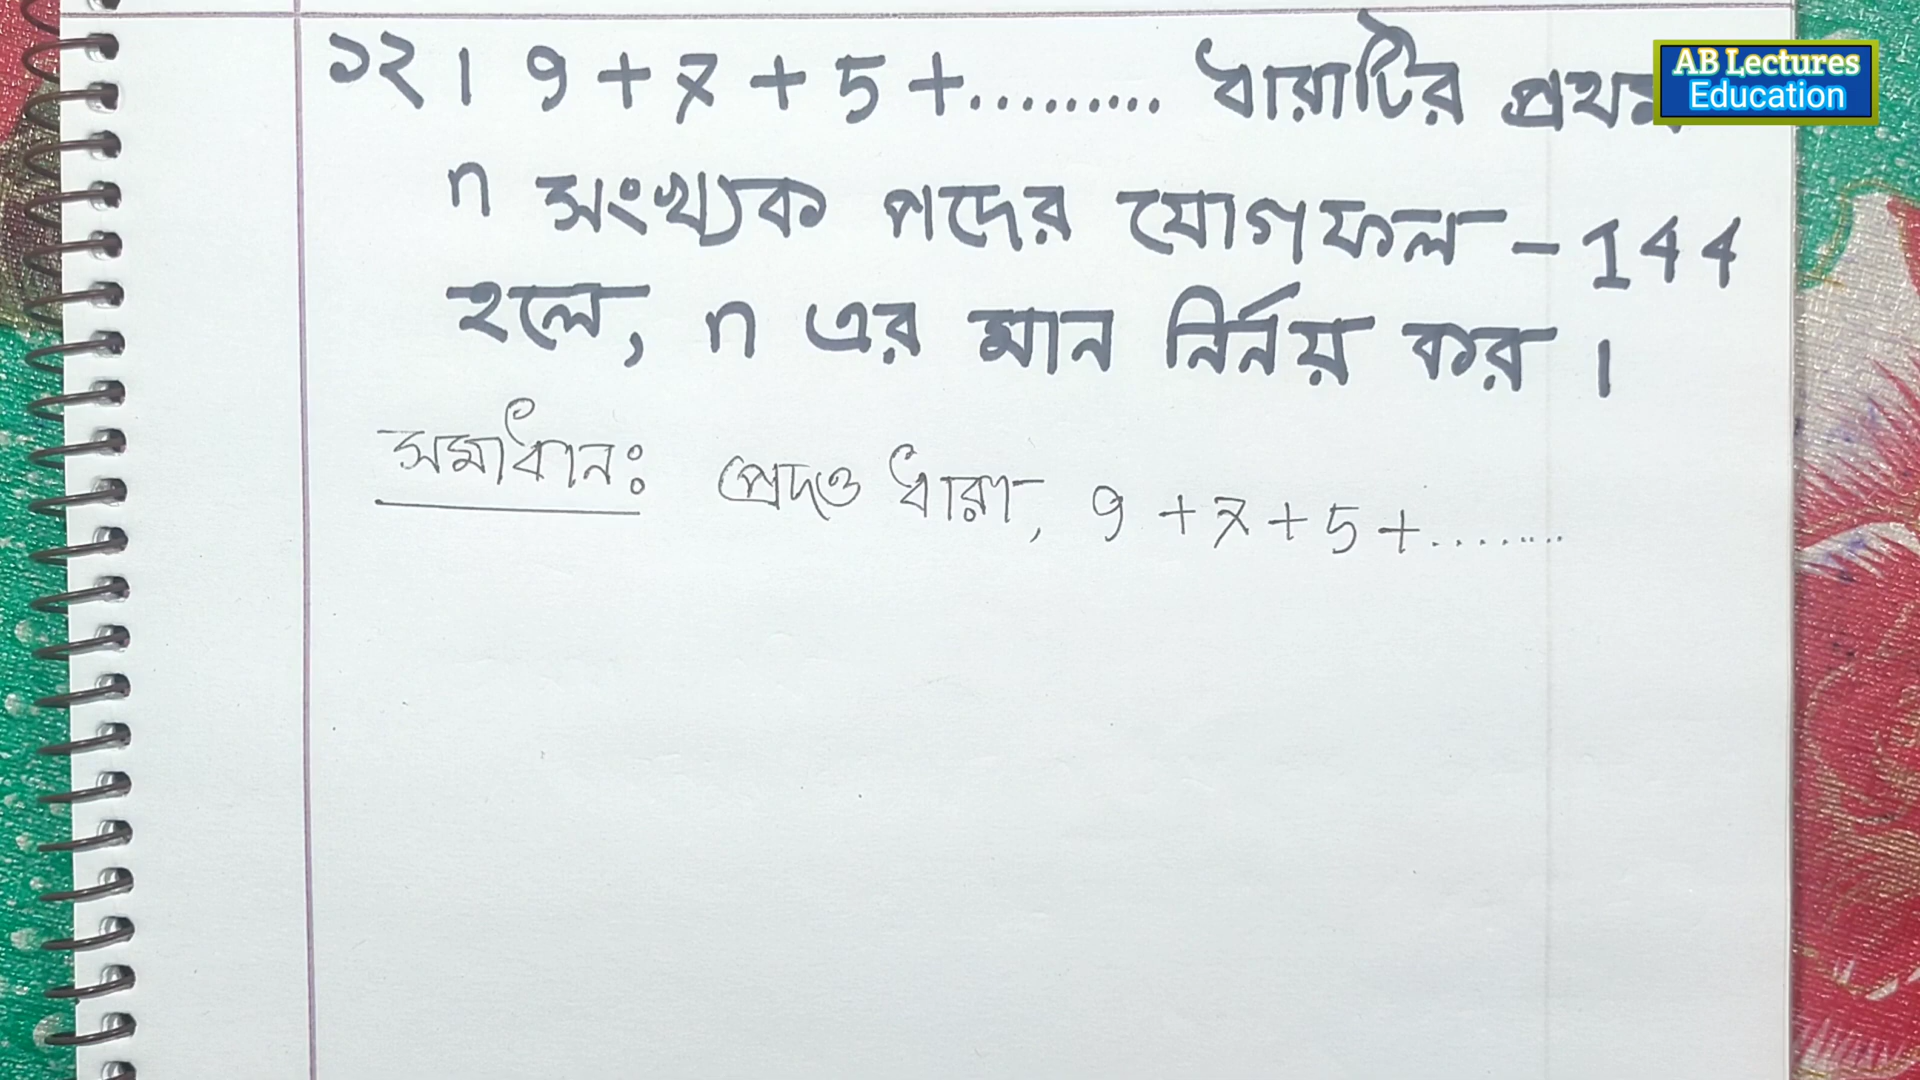 ১২। 9 + 7 + 5 +.......... ধারাটির প্রথম
AB Lectures
Education
n সংখ্যক পদের যোগফল -144
হলে, n এর মান নির্নয় কর।
সমাধানঃ প্রদত্ত ধারা, 9 + 7 + 5 +........